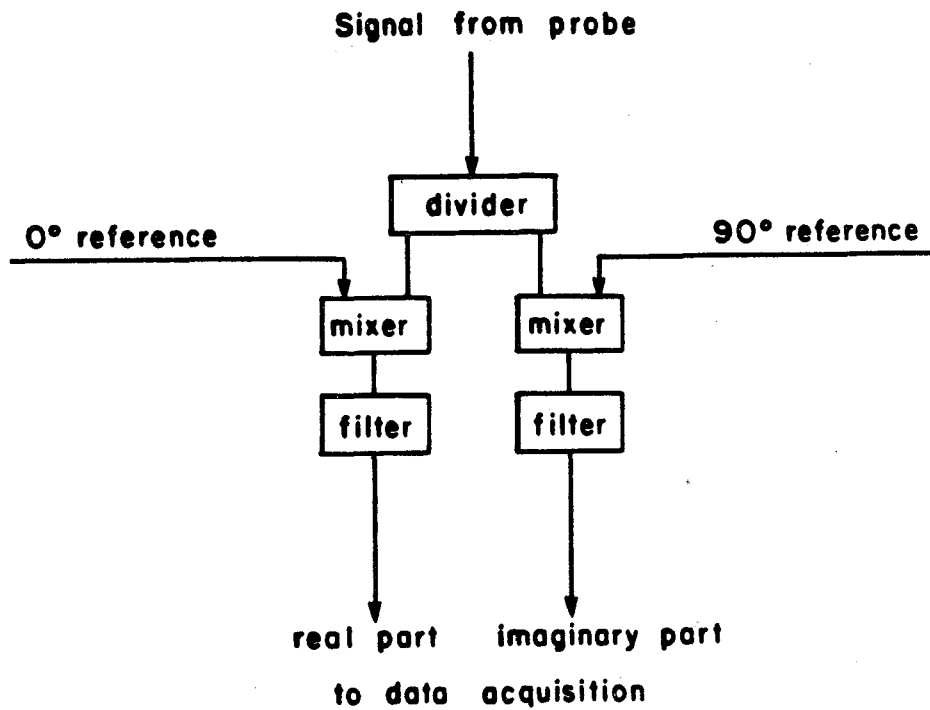 Signal from probe
divider
0° reference
90° reference
mixer
mixer
filter
filter
real part
imaginary part
to data acquisition